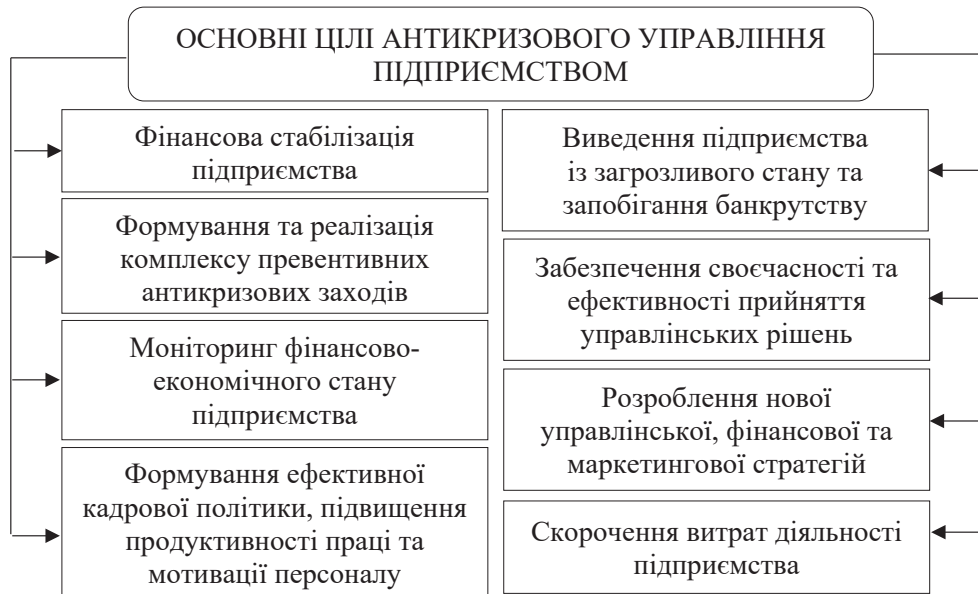 ОСНОВНІ ЦІЛІ АНТИКРИЗОВОГО УПРАВЛІННЯ
ПІДПРИЄМСТВОМ
Фінансова стабілізація
підприємства
Формування та реалізація
комплексу превентивних
антикризових заходів
Моніторинг фінансово-
економічного стану
підприємства
Формування ефективної
кадрової політики, підвищення
продуктивності праці та
мотивації персоналу
Виведення підприємства
із загрозливого стану та
запобігання банкрутству
Забезпечення своєчасності та
ефективності прийняття
управлінських рішень
Розроблення нової
управлінської, фінансової та
маркетингової стратегій
Скорочення витрат діяльності
підприємства